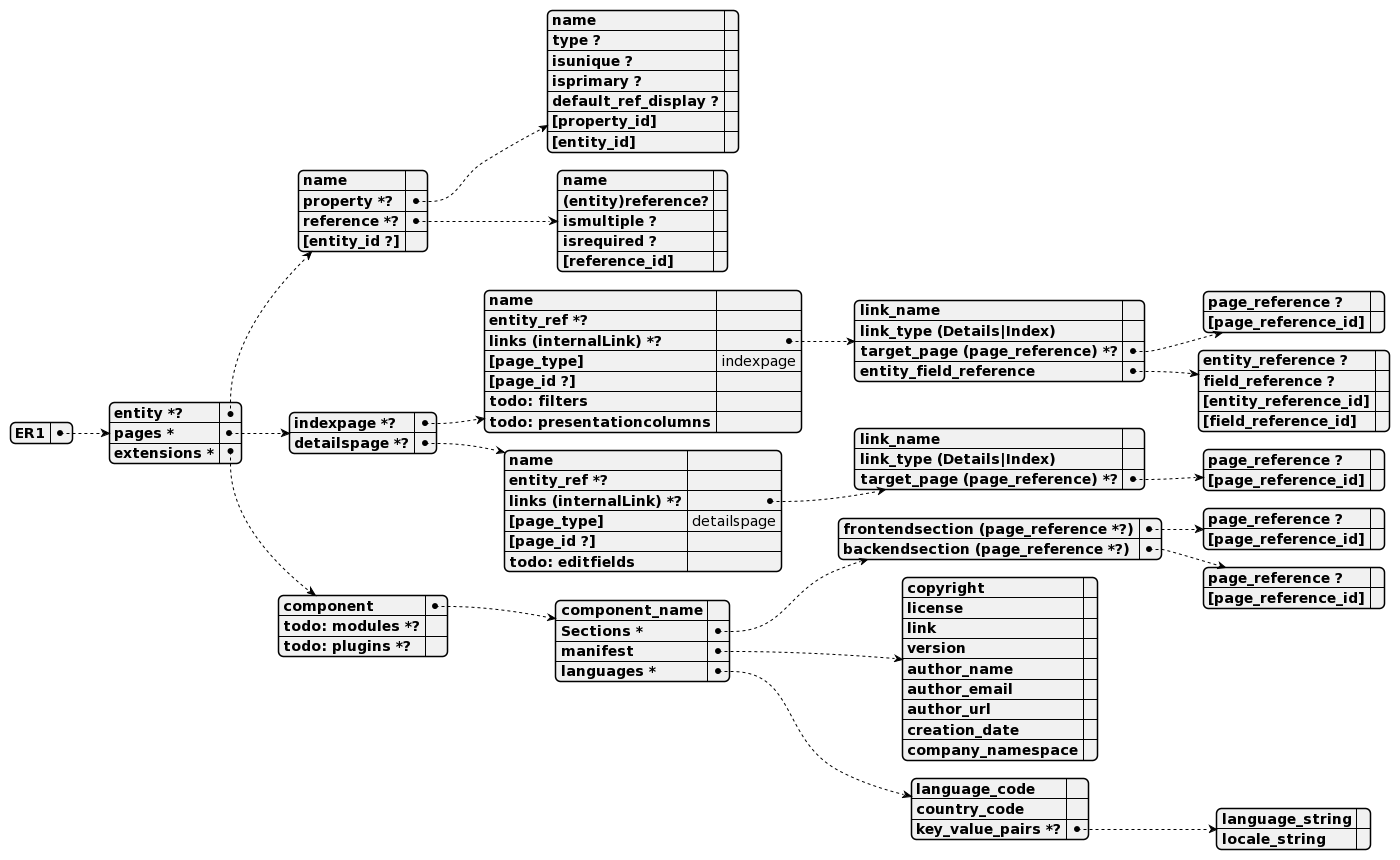 name
type ?
isunique ?
isprimary ?
default_ref_display ?
[property_id]
[entity_id]
name
property *?
reference *?
[entity_id ?]
name
(entity)reference?
ismultiple ?
isrequired ?
[reference_id]
name
entity_ref *?
links (internalLink) *?
[page_type] indexpage
[page_id ?]
todo: filters
todo: presentationcolumns
link_name
link_type (Details|Index)
target_page (page_reference) *?
entity_field_reference
page_reference ?
[page_reference_id]
entity_reference ?
field_reference ?
[entity_reference_id]
[field_reference_id]
ER1
entity *?
pages *
extensions *
indexpage *?
detailspage *?
name
entity_ref *?
links (internalLink) *?
[page_type] detailspage
[page_id ?]
todo: editfields
link_name
link_type (Details|Index)
target_page (page_reference) *?
page_reference ?
[page_reference_id]
frontendsection (page_reference *?)
backendsection (page_reference *?)
page_reference ?
[page_reference_id]
page_reference ?
[page_reference_id]
component
todo: modules *?
todo: plugins *?
component_name
Sections *
manifest
languages *
copyright
license
link
version
author_name
author_email
author_url
creation_date
company_namespace
language_code
country_code
key_value_pairs *?
language_string
locale_string